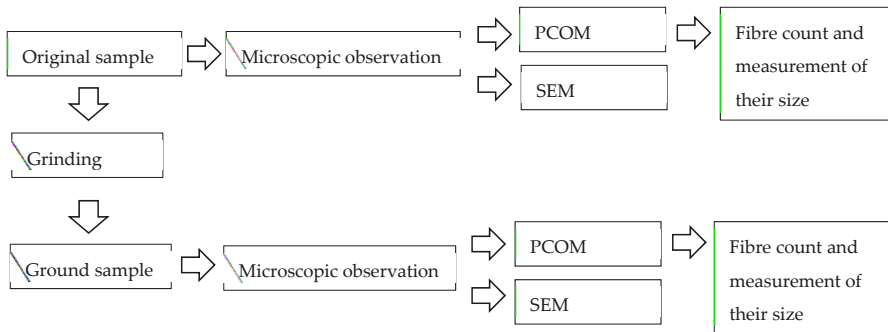 Original sample
Microscopic observation
PCOM
SEM
Fibre count and
measurement of
their size
Grinding
Ground sample
Microscopic observation
PCOM
SEM
Fibre count and
measurement of
their size